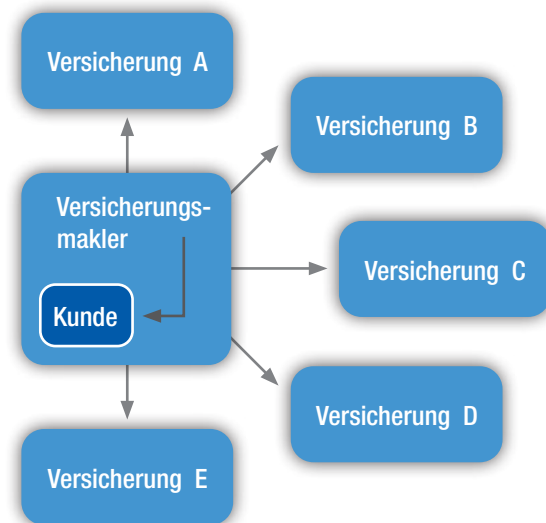 Versicherung A
Versicherung B
Versicherungs-
makler
Versicherung C
Kunde
Versicherung D
Versicherung E